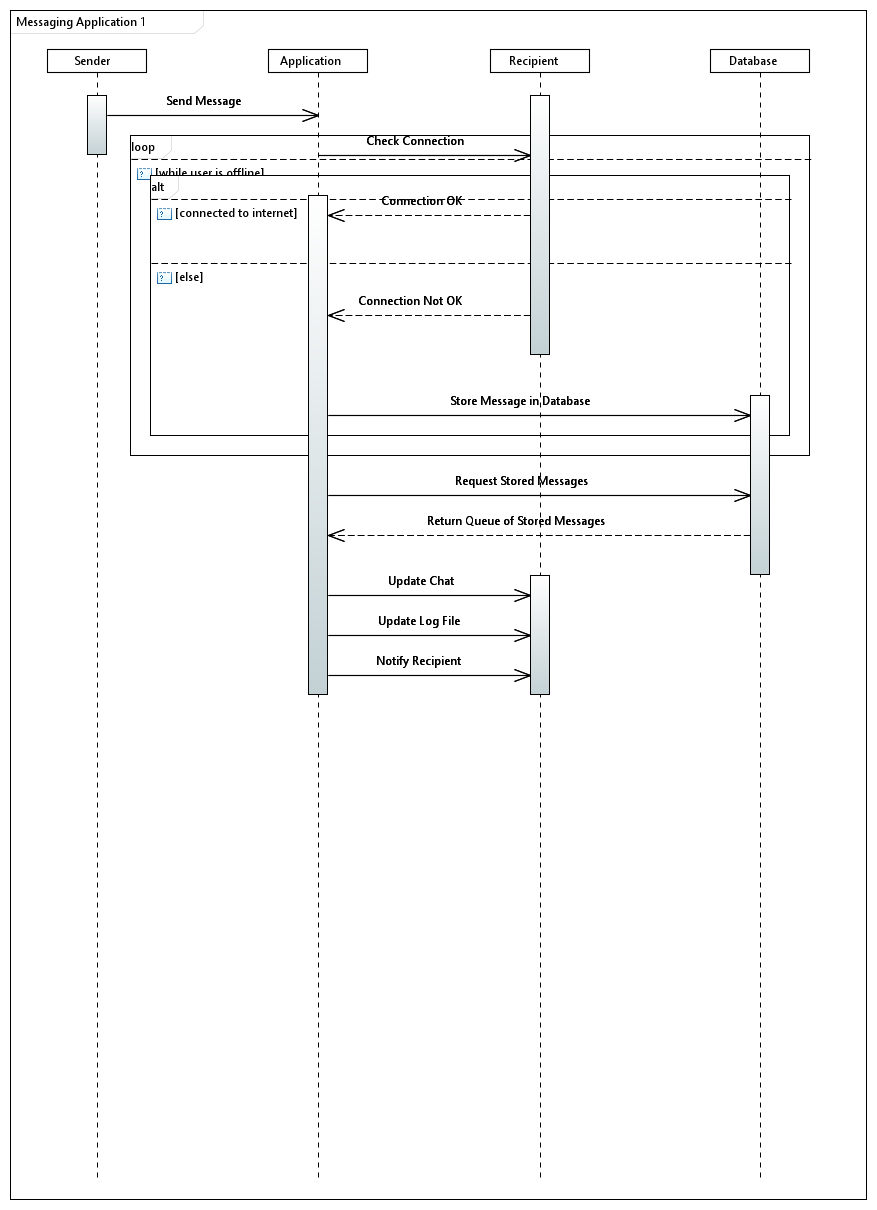 Messaging Application 1
Sender
Application
Recipient
Database
Send Message
Check Connection
loop
[while user is offline]
alt
Connection OK
[connected to internet]
[else]
Connection Not OK
Store Message in Database
Request Stored Messages
Return Queue of Stored Messages
Update Chat
Update Log File
Notify Recipient